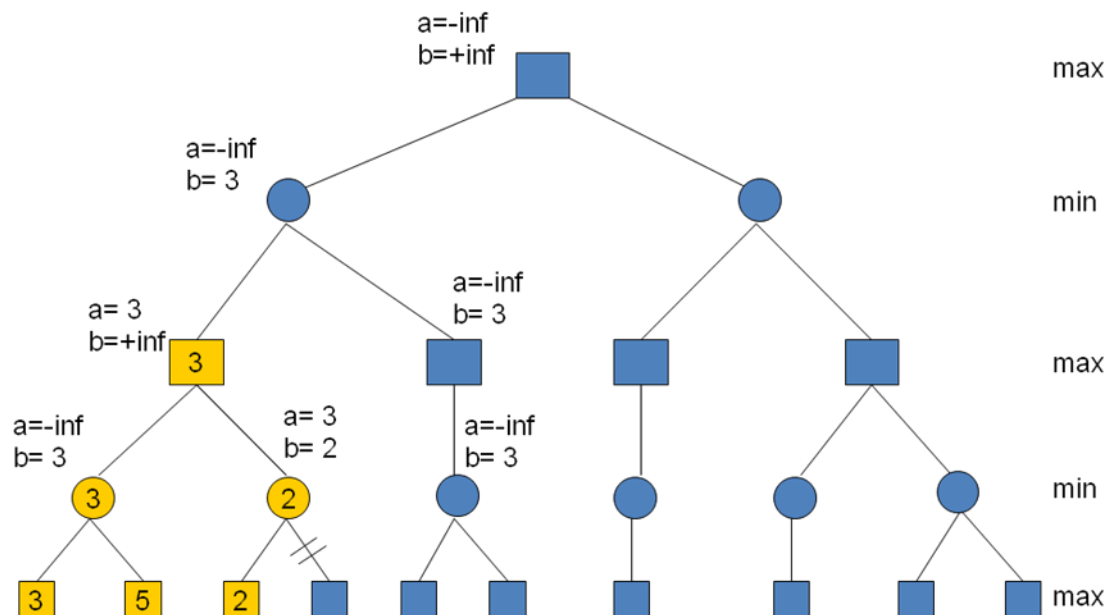 a=-inf
b=+inf
max
a=-inf
b= 3
min
a=-inf
b= 3
a= 3
b=+inf
3
max
a=-inf
b= 3
a= 3
b= 2
a=-inf
b= 3
3
2
min
3
5
2
max